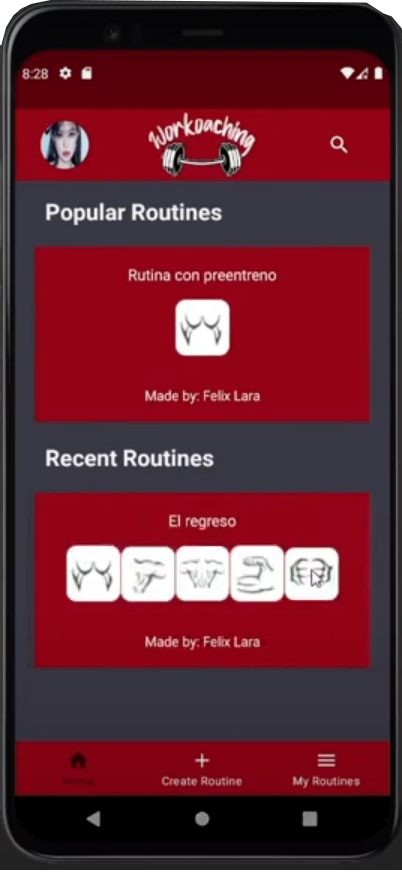 8:28
Workoaching
Popular Routines
Rutina con preentreno
Made by: Felix Lara
Recent Routines
El regreso
Made by: Felix Lara
Home
Create Routine
My Routines